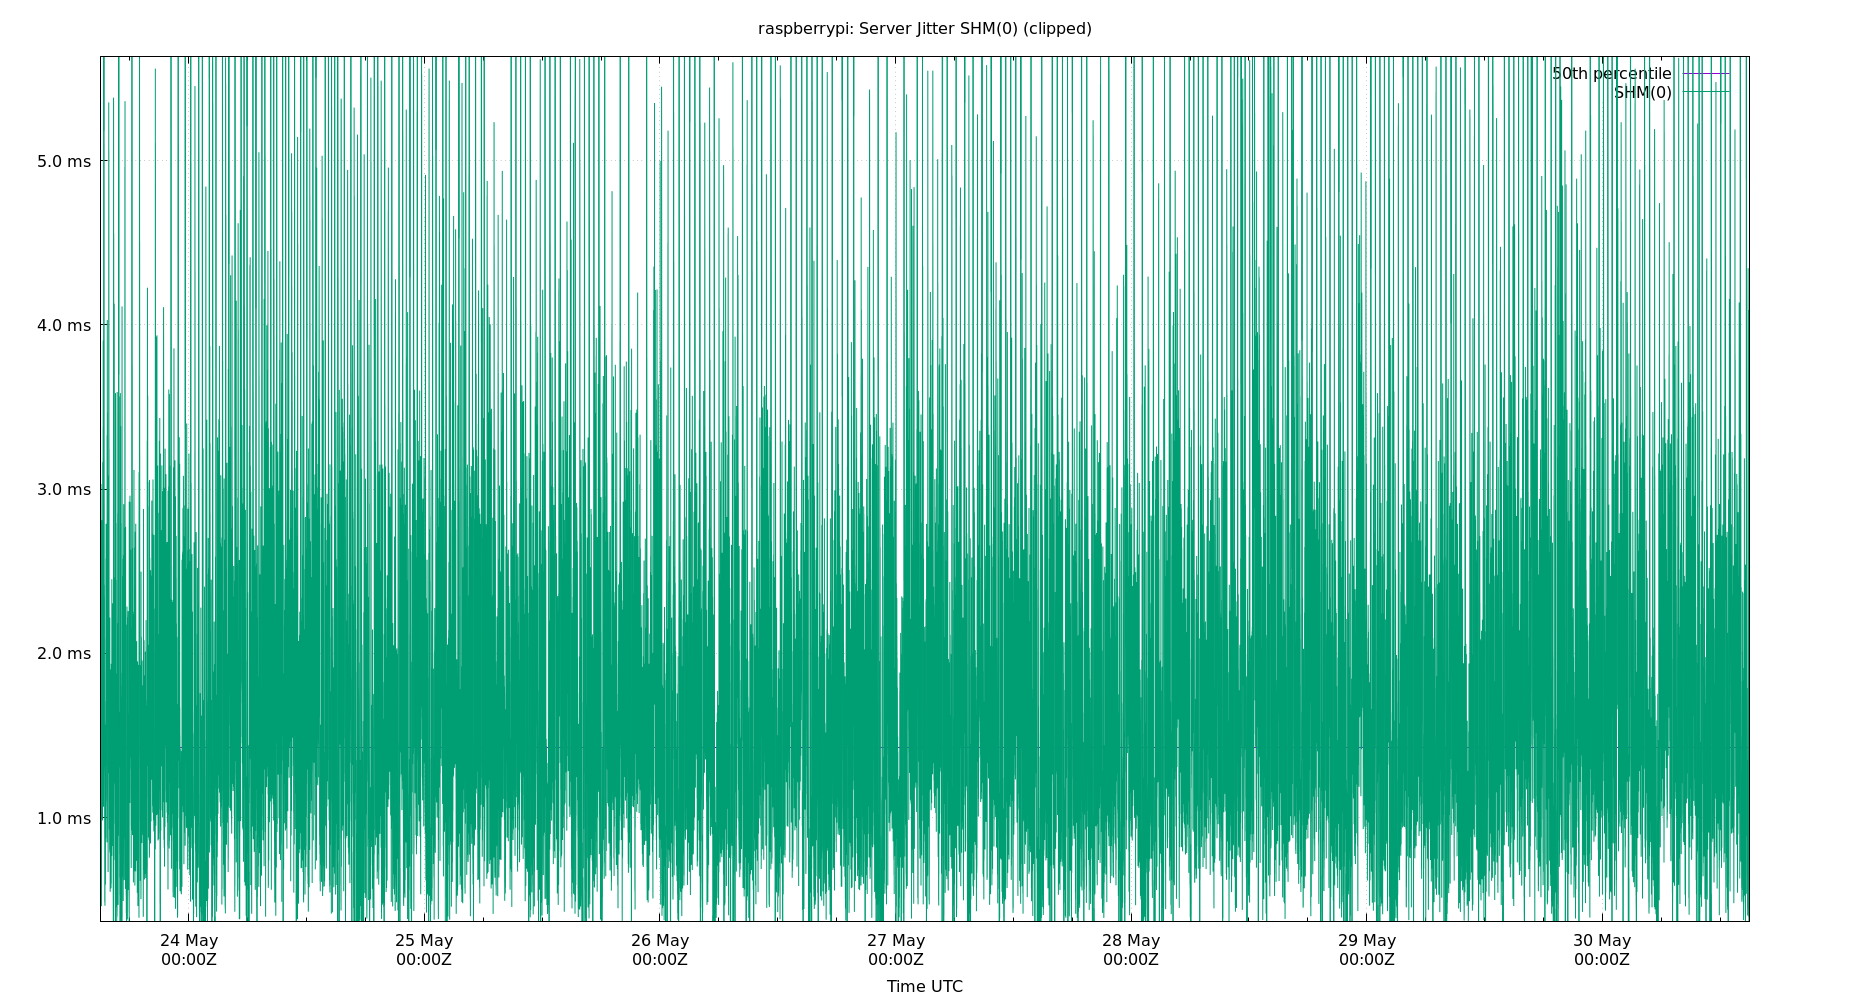 raspberrypi: Server Jitter SHM(0) (clipped)
50th percentile
SHM(0)
5.0 ms
4.0 ms
3.0 ms
2.0 ms
1.0 ms
24 May 25 May 26 May 27 May 28 May 29 May 30 May
00:00Z 00:00Z 00:00Z 00:00Z 00:00Z 00:00Z 00:00Z
Time UTC